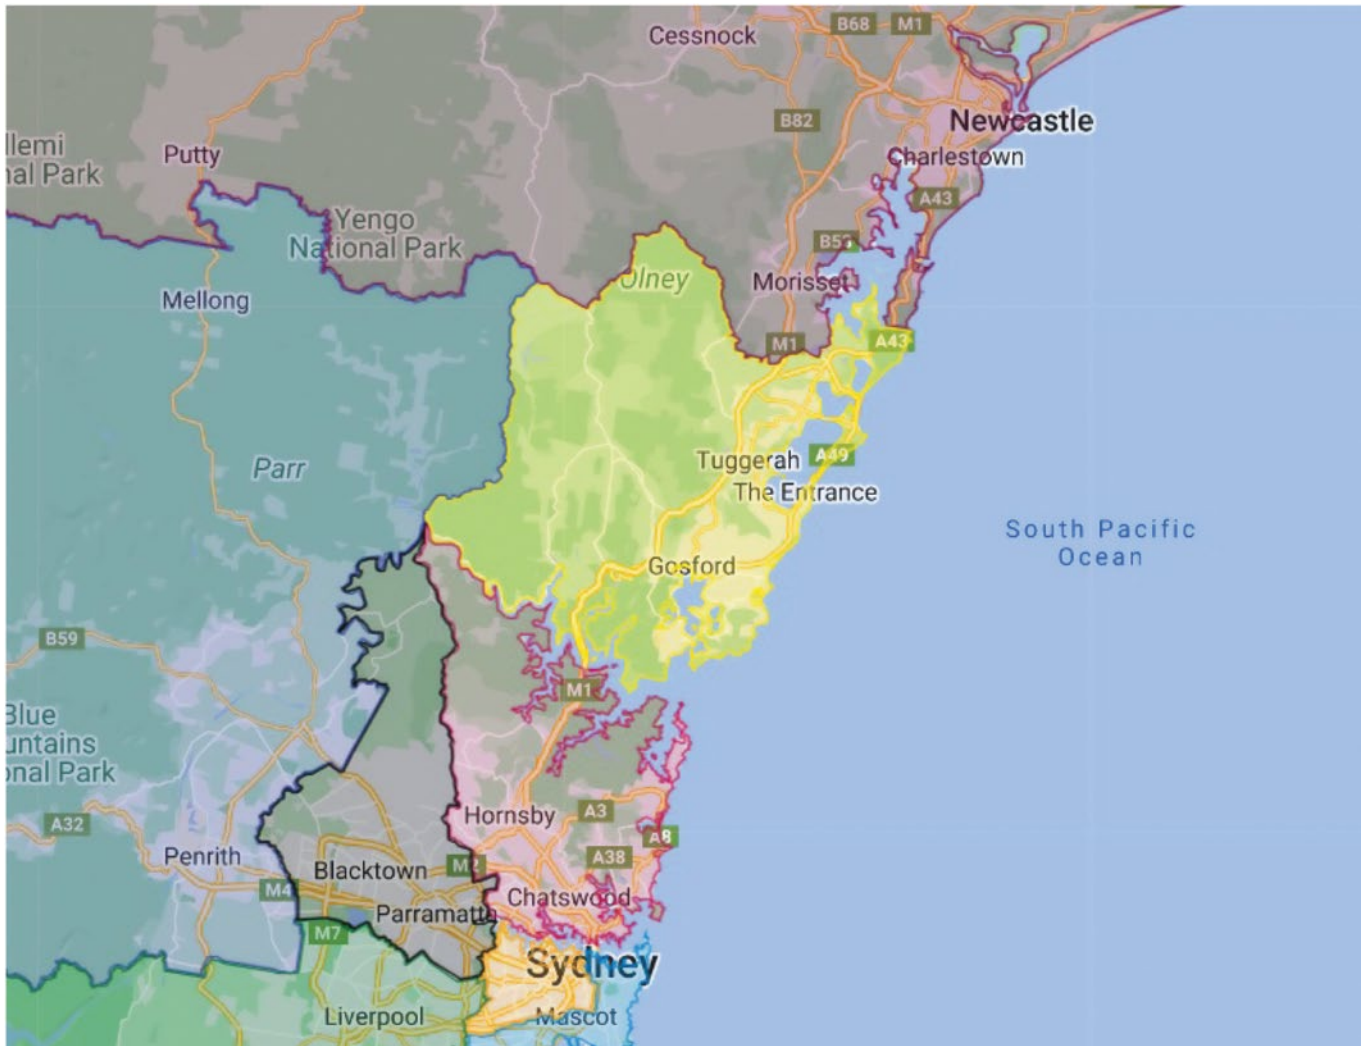 Cessnock
B68
M1
Newcastle
B82
Charlestown
Putty
llemi
nal Park
A43
Yengo
National Park
B53
Olney
Morisset
Mellong
M1
A43
Parr
Tuggerah
A49
The Entrance
South Pacific
Ocean
Gosford
B59
M1
Blue
untains
onal Park
Hornsby
A3
A32
A8
Penrith
A38
Blacktown
M2
M4
Chatswood
Parramatta
M7
Sydney
Liverpool
Mascot